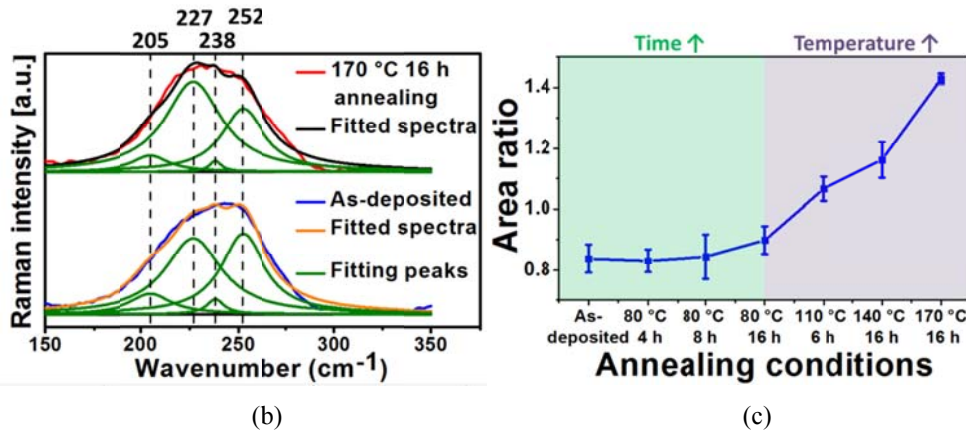 227 252
205 238
170 °C 16 h
annealing
Fitted spectra
As-deposited
Fitted spectra
Fitting peaks
Raman intensity [a.u.]
150 200 250 300 350
Wavenumber (cm-1)
(b)
Time ↑ Temperature ↑
1.4
1.2
1.0
0.8
Area ratio
As- 80 °C 80 °C 80 °C 110 °C 140 °C 170 °C
deposited 4 h 8 h 16 h 6 h 16 h 16 h
Annealing conditions
(c)